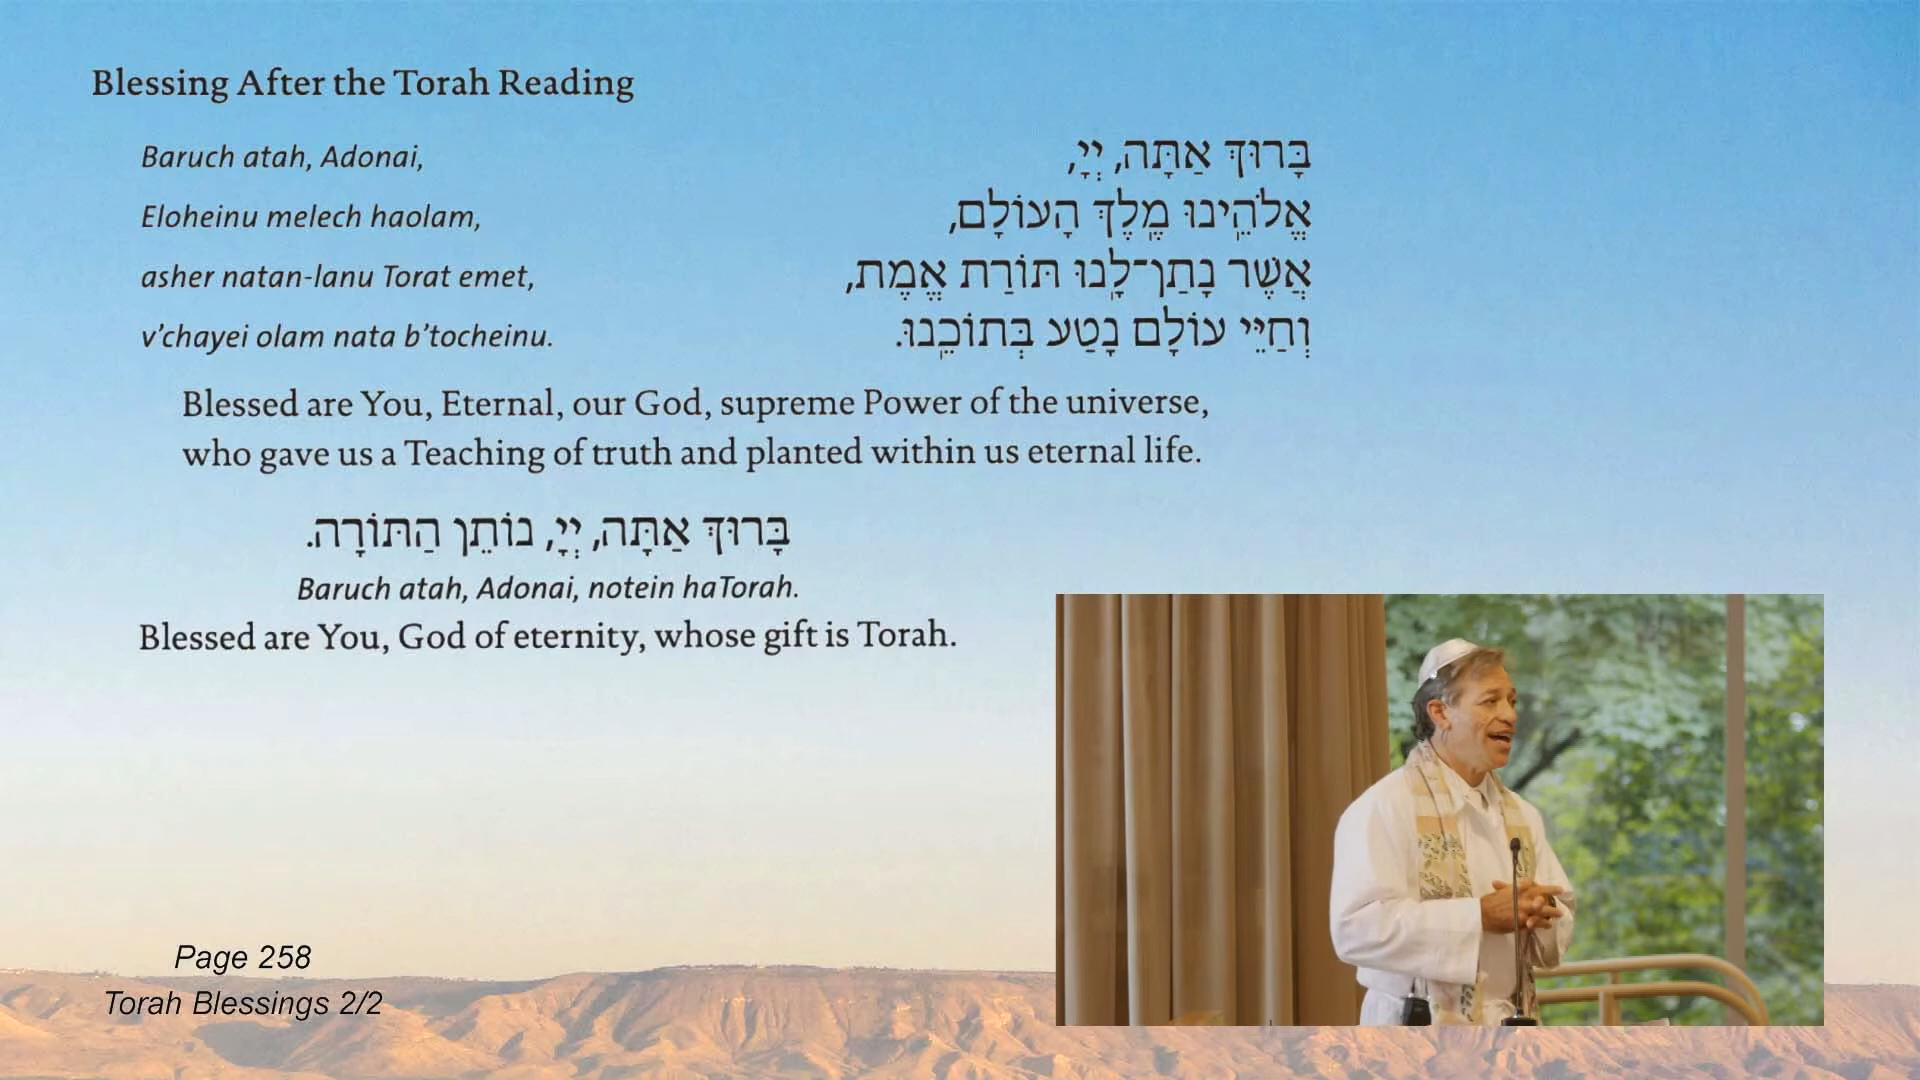 Blessing After the Torah Reading
Baruch atah, Adonai,
Eloheinu melech haolam,
asher natan-lanu Torat emet,
v'chayei olam nata b'tocheinu.
בָּרוּךְ אַתָּה, יְיָ,
אֱלֹהֵֽינוּ מֶֽלֶךְ הָעוֹלָם,
אֲשֶׁר נָתַן־לָֽנוּ תּוֹרַת אֱמֶת,
וְחַיֵּי עוֹלָם נָטַע בְּתוֹכֵֽנוּ.
Blessed are You, Eternal, our God, supreme Power of the universe,
who gave us a Teaching of truth and planted within us eternal life.
בָּרוּךְ אַתָּה, יְיָ, נוֹתֵן הַתּוֹרָה.
Baruch atah, Adonai, notein haTorah.
Blessed are You, God of eternity, whose gift is Torah.
Page 258
Torah Blessings 2/2